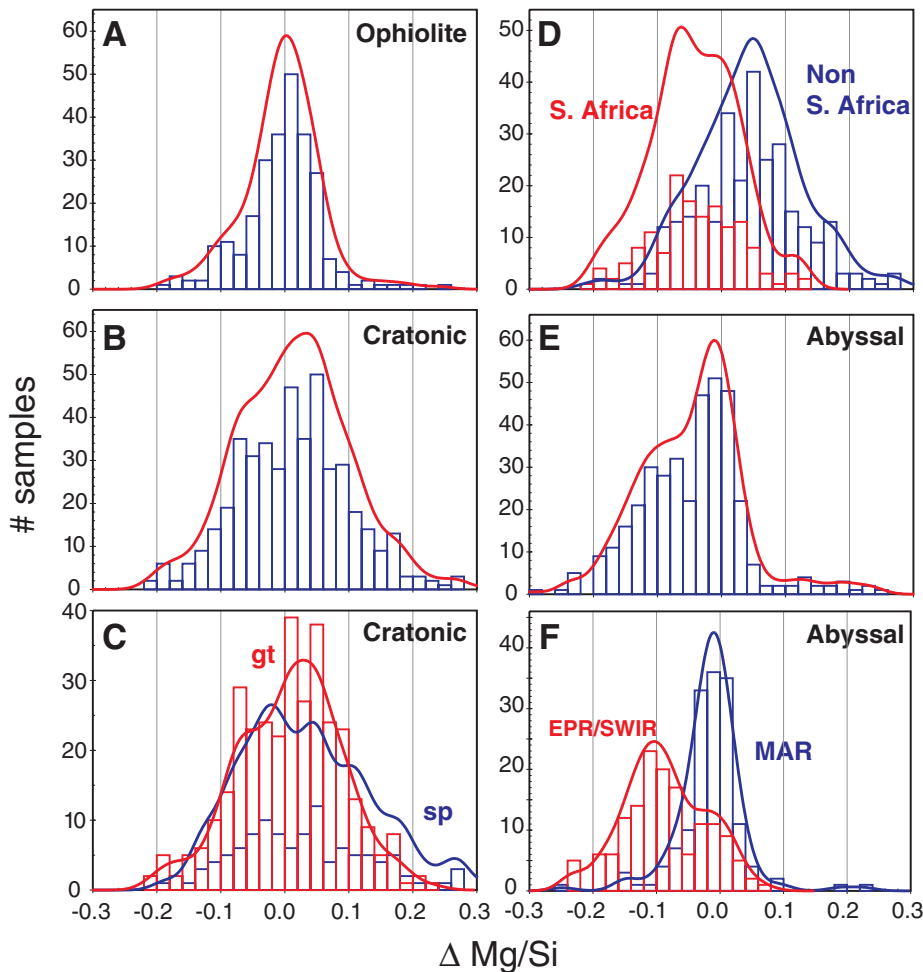 A
Ophiolite
60
50
40
30
20
10
0
B
Cratonic
60
50
40
30
20
10
0
C
Cratonic
gt
sp
40
30
20
10
0
-0.3
-0.2
-0.1
0.0
0.1
0.2
0.3
D
S. Africa
Non
S. Africa
50
40
30
20
10
0
E
Abyssal
60
50
40
30
20
10
0
F
Abyssal
EPR/SWIR
MAR
40
30
20
10
0
-0.3
-0.2
-0.1
0.0
0.1
0.2
0.3
# samples
Δ Mg/Si